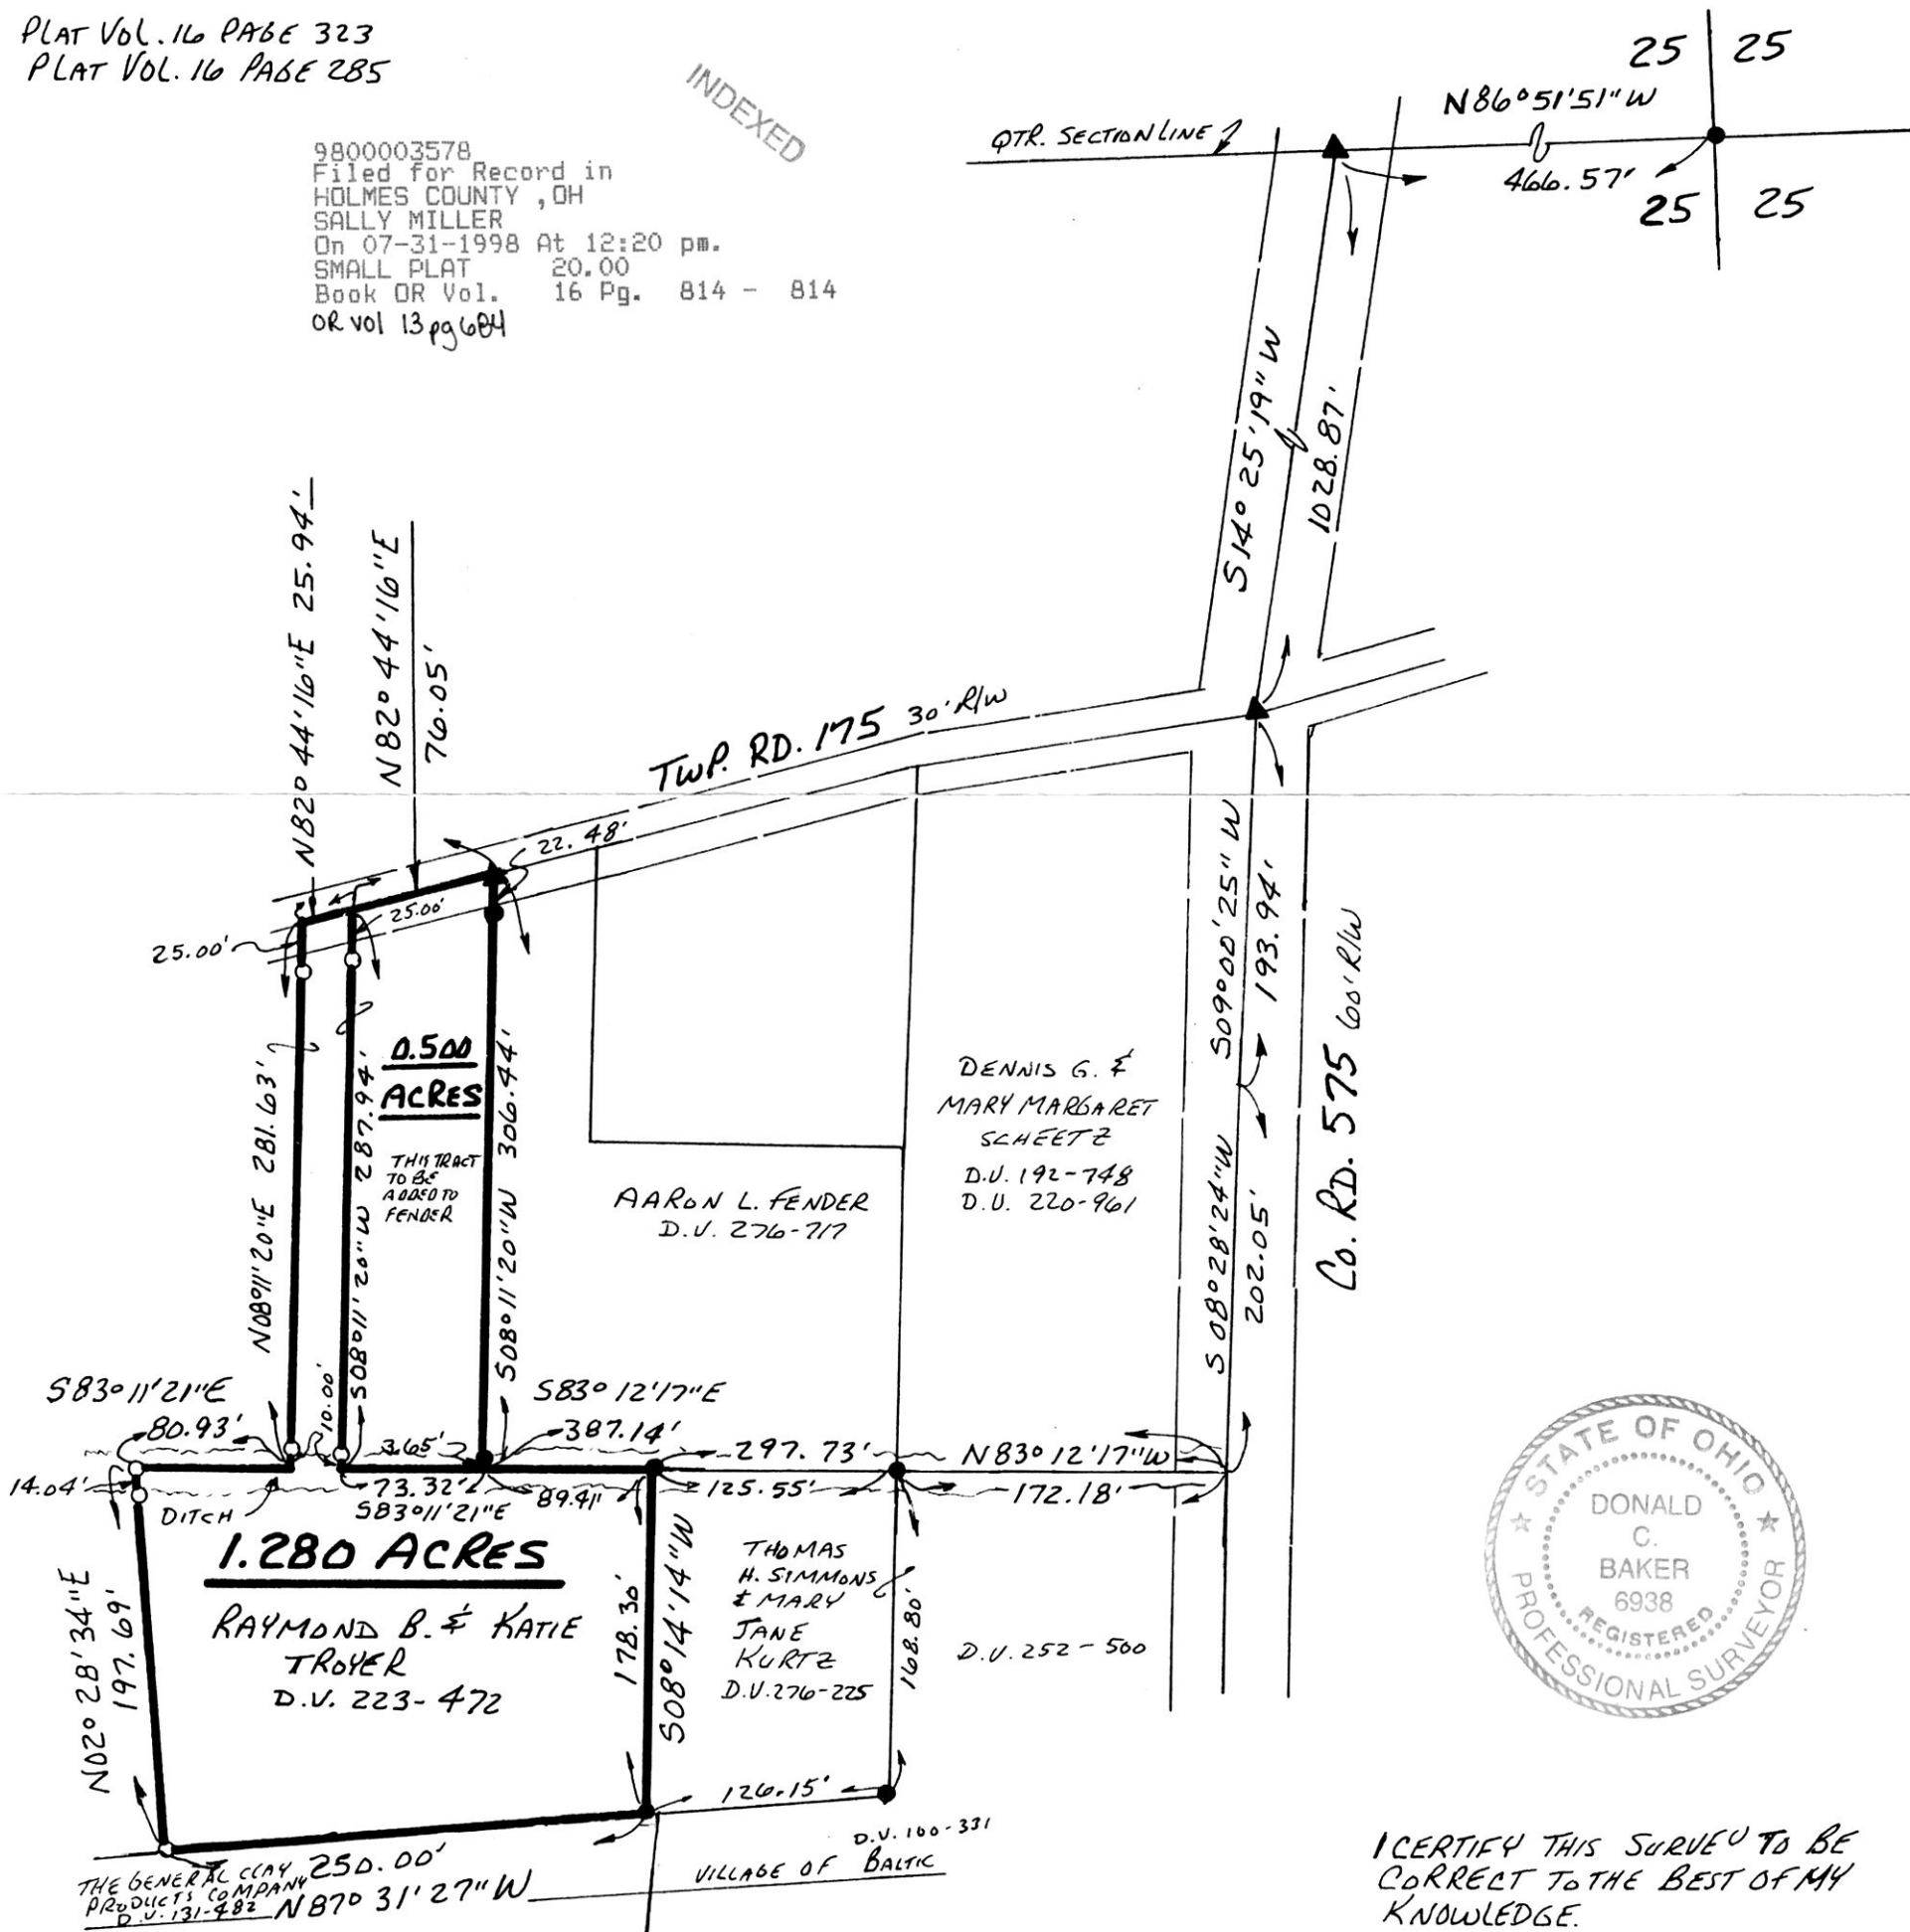 PLAT VOL. 16 PAGE 323
PLAT VOL. 16 PAGE 285
INDEXED
9800003578
Filed for Record in
HOLMES COUNTY , OH
SALLY MILLER
On 07-31-1998 At 12:20 pm.
SMALL PLAT 20.00
Book OR Vol. 16 Pg. 814 - 814
OR vol 13 pg 684
25 25
N86°51'51"W
QTR. SECTION LINE
466.57'
25 25
S14°25'19"W
1028.87'
N82°44'16"E 25.94'
N82°44'16"E
76.05'
TWP. RD. 175 30' R/W
22.48'
25.00'
25.00'
S09°00'25"W
193.94'
CO. RD. 575 60' R/W
0.500
ACRES
THIS TRACT
TO BE
ADDED TO
FENDER
N08°11'20"E 281.63'
S08°11'20"W 287.94'
S08°11'20"W 306.44'
AARON L. FENDER
D.V. 276-717
DENNIS G. &
MARY MARGARET
SCHEETZ
D.V. 192-748
D.V. 220-961
S08°28'24"W
202.05'
S83°11'21"E
80.93'
10.00'
3.65'
S83°12'17"E
387.14'
297.73'
N83°12'17"W
14.04'
DITCH
73.32'
S83°11'21"E
89.41'
125.55'
172.18'
1.280 ACRES
RAYMOND B. & KATIE
TROYER
D.V. 223-472
N02°28'34"E
197.69'
178.30'
S08°14'14"W
THOMAS
H. SIMMONS
& MARY
JANE
KURTZ
D.V. 276-225
168.80'
D.V. 252-500
126.15'
D.V. 100-331
VILLAGE OF BALTIC
THE GENERAL CLAY
PRODUCTS COMPANY
D.V. 131-482
250.00'
N87°31'27"W
STATE OF OHIO
DONALD
C.
BAKER
6938
REGISTERED
PROFESSIONAL SURVEYOR
I CERTIFY THIS SURVEY TO BE
CORRECT TO THE BEST OF MY
KNOWLEDGE.